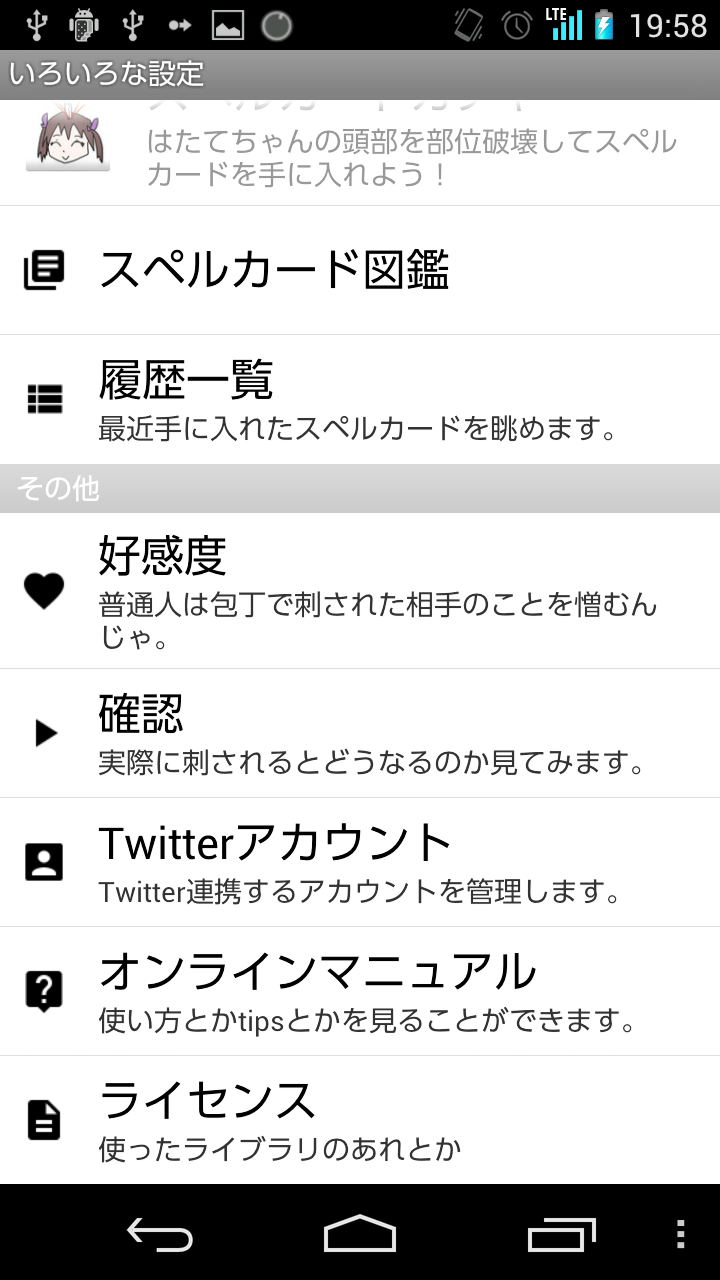 LTE 19:58
いろいろな設定
はたてちゃんの頭部を部位破壊してスペル
カードを手に入れよう！
スペルカード図鑑
履歴一覧
最近手に入れたスペルカードを眺めます。
その他
好感度
普通人は包丁で刺された相手のことを憎むん
じゃ。
確認
実際に刺されるとどうなるのか見てみます。
Twitterアカウント
Twitter連携するアカウントを管理します。
オンラインマニュアル
使い方とかtipsとかを見ることができます。
ライセンス
使ったライブラリのあれとか